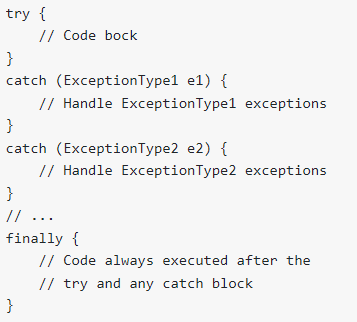 try {
    // Code bock
}
catch (ExceptionType1 e1) {
    // Handle ExceptionType1 exceptions
}
catch (ExceptionType2 e2) {
    // Handle ExceptionType2 exceptions
}
// ...
finally {
    // Code always executed after the
    // try and any catch block
}